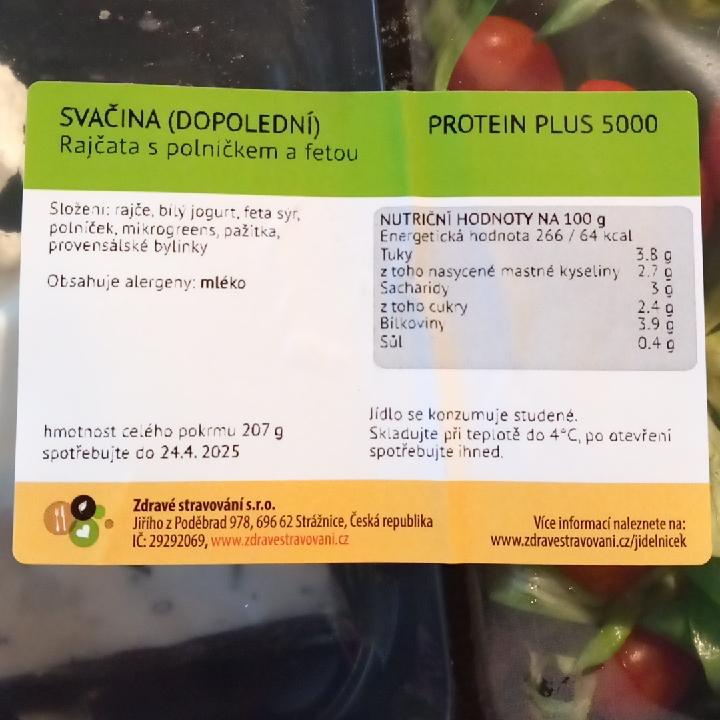 SVAČINA (DOPOLEDNÍ)
Rajčata s polníčkem a fetou
PROTEIN PLUS 5000
Složení: rajče, bílý jogurt, feta sýr,
polníček, mikrogreens, pažitka,
provensálské bylinky
Obsahuje alergeny: mléko
NUTRIČNÍ HODNOTY NA 100 g
Energetická hodnota 266 / 64 kcal
Tuky 3.8 g
z toho nasycené mastné kyseliny 2.7 g
Sacharidy 3 g
z toho cukry 2.4 g
Bílkoviny 3.9 g
Sůl 0.4 g
hmotnost celého pokrmu 207 g
spotřebujte do 24.4. 2025
Jídlo se konzumuje studené.
Skladujte při teplotě do 4°C, po otevření
spotřebujte ihned.
Zdravé stravování s.r.o.
Jiřího z Poděbrad 978, 696 62 Strážnice, Česká republika
IČ: 29292069, www.zdravestravovani.cz
Více informací naleznete na:
www.zdravestravovani.cz/jidelnicek